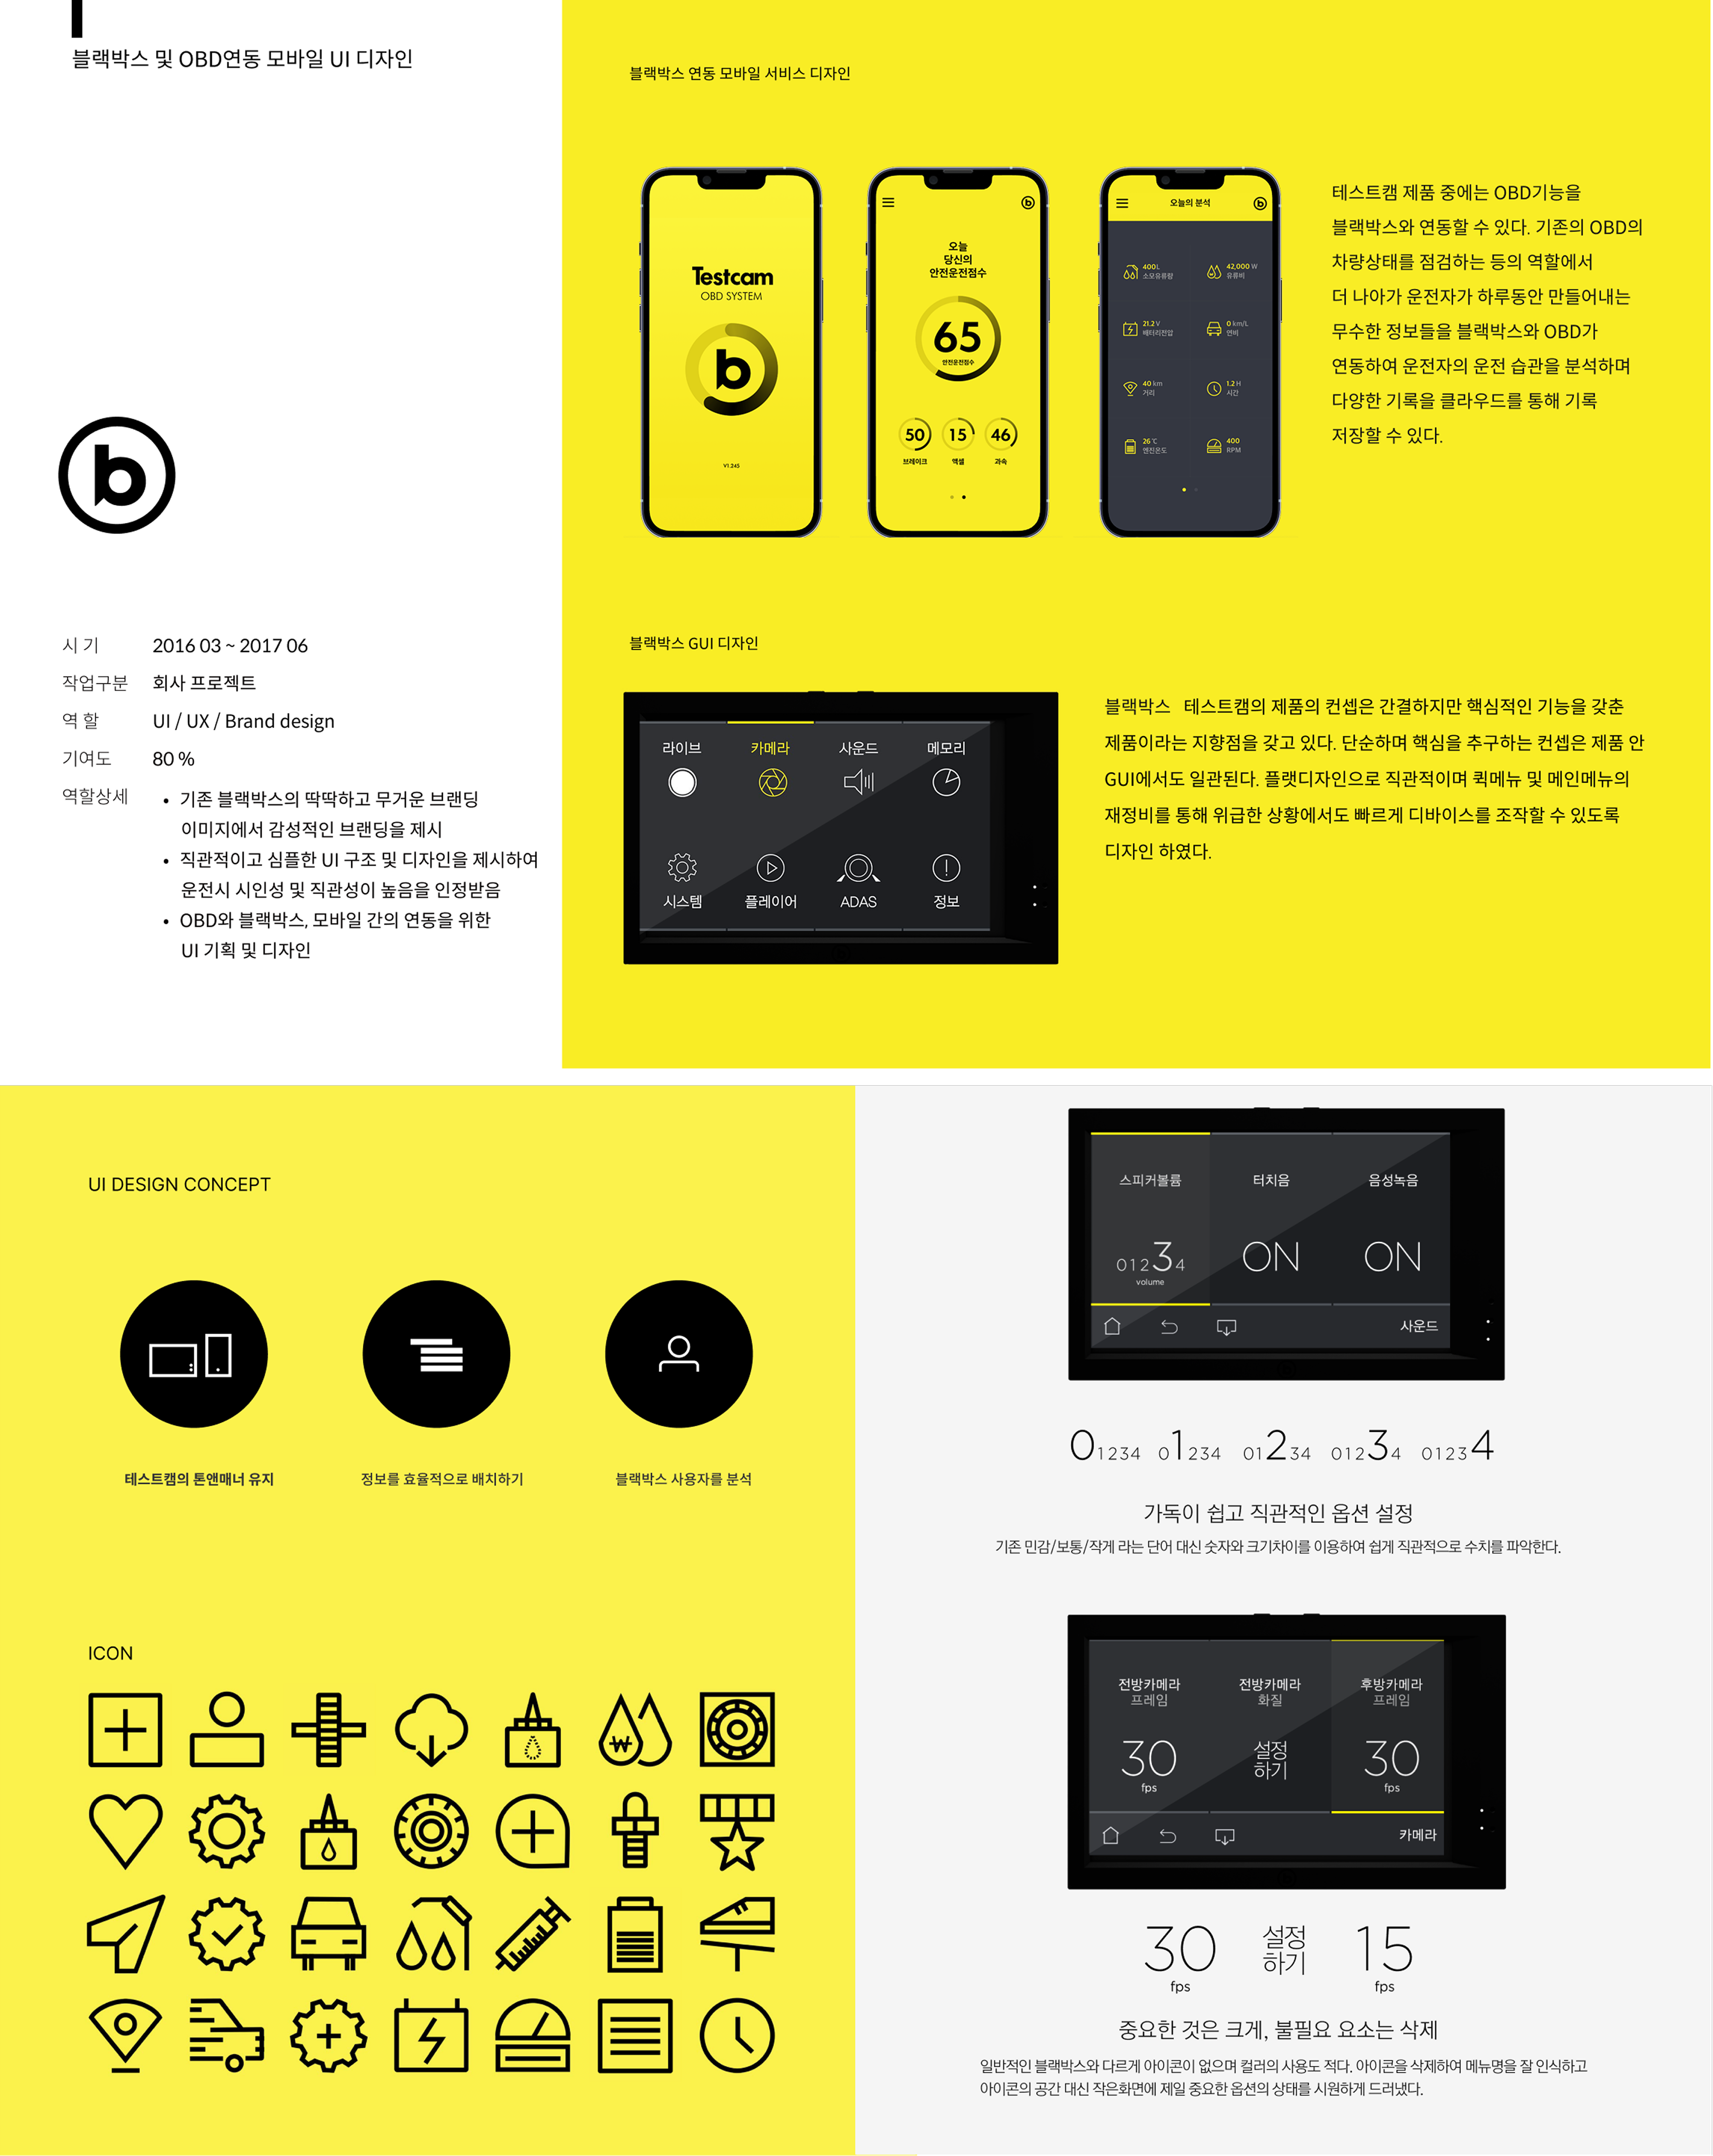 블랙박스 및 OBD연동 모바일 UI 디자인
b
시 기 2016 03 ~ 2017 06
작업구분 회사 프로젝트
역 할 UI / UX / Brand design
기여도 80 %
역할상세
• 기존 블랙박스의 딱딱하고 무거운 브랜딩
이미지에서 감성적인 브랜딩을 제시
• 직관적이고 심플한 UI 구조 및 디자인을 제시하여
운전시 시인성 및 직관성이 높음을 인정받음
• OBD와 블랙박스, 모바일 간의 연동을 위한
UI 기획 및 디자인
블랙박스 연동 모바일 서비스 디자인
Testcam
OBD SYSTEM
b
V1.245
b
오늘
당신의
안전운전점수
65
안전운전점수
50 15 46
브레이크 엑셀 과속
오늘의 분석 b
400L
소모유류량
42,000 W
유류비
21.2 V
배터리전압
0 km/L
연비
40 km
거리
1.2 H
시간
26 ℃
엔진온도
400
RPM
테스트캠 제품 중에는 OBD기능을
블랙박스와 연동할 수 있다. 기존의 OBD의
차량상태를 점검하는 등의 역할에서
더 나아가 운전자가 하루동안 만들어내는
무수한 정보들을 블랙박스와 OBD가
연동하여 운전자의 운전 습관을 분석하며
다양한 기록을 클라우드를 통해 기록
저장할 수 있다.
블랙박스 GUI 디자인
라이브 카메라 사운드 메모리
시스템 플레이어 ADAS 정보
블랙박스 테스트캠의 제품의 컨셉은 간결하지만 핵심적인 기능을 갖춘
제품이라는 지향점을 갖고 있다. 단순하며 핵심을 추구하는 컨셉은 제품 안
GUI에서도 일관된다. 플랫디자인으로 직관적이며 퀵메뉴 및 메인메뉴의
재정비를 통해 위급한 상황에서도 빠르게 디바이스를 조작할 수 있도록
디자인 하였다.
UI DESIGN CONCEPT
테스트캠의 톤앤매너 유지
정보를 효율적으로 배치하기
블랙박스 사용자를 분석
ICON
₩
스피커볼륨 터치음 음성녹음
01234 ON ON
volume
사운드
01234 01234 01234 01234 01234
가독이 쉽고 직관적인 옵션 설정
기존 민감/보통/작게 라는 단어 대신 숫자와 크기차이를 이용하여 쉽게 직관적으로 수치를 파악한다.
전방카메라 전방카메라 후방카메라
프레임 화질 프레임
30 설정 30
하기
fps fps
카메라
30 설정 15
하기
fps fps
중요한 것은 크게, 불필요 요소는 삭제
일반적인 블랙박스와 다르게 아이콘이 없으며 컬러의 사용도 적다. 아이콘을 삭제하여 메뉴명을 잘 인식하고
아이콘의 공간 대신 작은화면에 제일 중요한 옵션의 상태를 시원하게 드러냈다.